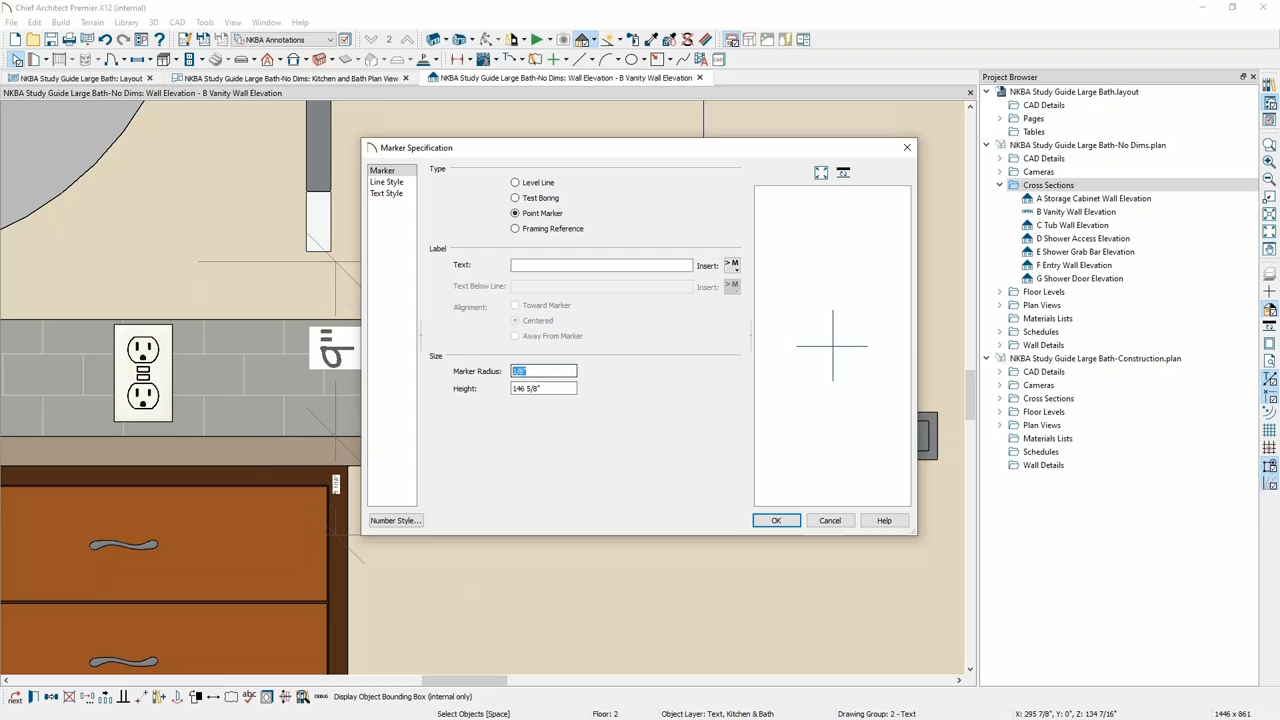 Chief Architect Premier X12 (internal)
File Edit Build Terrain Library 3D CAD Tools View Window Help
NKBA Annotations
2
NKBA Study Guide Large Bath: Layout
NKBA Study Guide Large Bath-No Dims: Kitchen and Bath Plan View
NKBA Study Guide Large Bath-No Dims: Wall Elevation - B Vanity Wall Elevation
NKBA Study Guide Large Bath-No Dims: Wall Elevation - B Vanity Wall Elevation
Marker Specification
Marker
Line Style
Text Style
Type
Level Line
Test Boring
Point Marker
Framing Reference
Label
Text:
Insert:
> M
Text Below Line:
Insert:
> M
Alignment:
Toward Marker
Centered
Away From Marker
Size
Marker Radius:
1/8"
Height:
146 5/8"
Number Style...
OK
Cancel
Help
9"
Project Browser
NKBA Study Guide Large Bath.layout
CAD Details
Pages
Tables
NKBA Study Guide Large Bath-No Dims.plan
CAD Details
Cameras
Cross Sections
A Storage Cabinet Wall Elevation
OPEN B Vanity Wall Elevation
C Tub Wall Elevation
D Shower Access Elevation
E Shower Grab Bar Elevation
F Entry Wall Elevation
G Shower Door Elevation
Floor Levels
Plan Views
Materials Lists
Schedules
Wall Details
NKBA Study Guide Large Bath-Construction.plan
CAD Details
Cameras
Cross Sections
Floor Levels
Plan Views
Materials Lists
Schedules
Wall Details
next
abc
DEBUG
Display Object Bounding Box (internal only)
Select Objects [Space]
Floor: 2
Object Layer: Text, Kitchen & Bath
Drawing Group: 2 - Text
X: 295 7/8", Y: 0", Z: 134 7/16"
1446 x 861